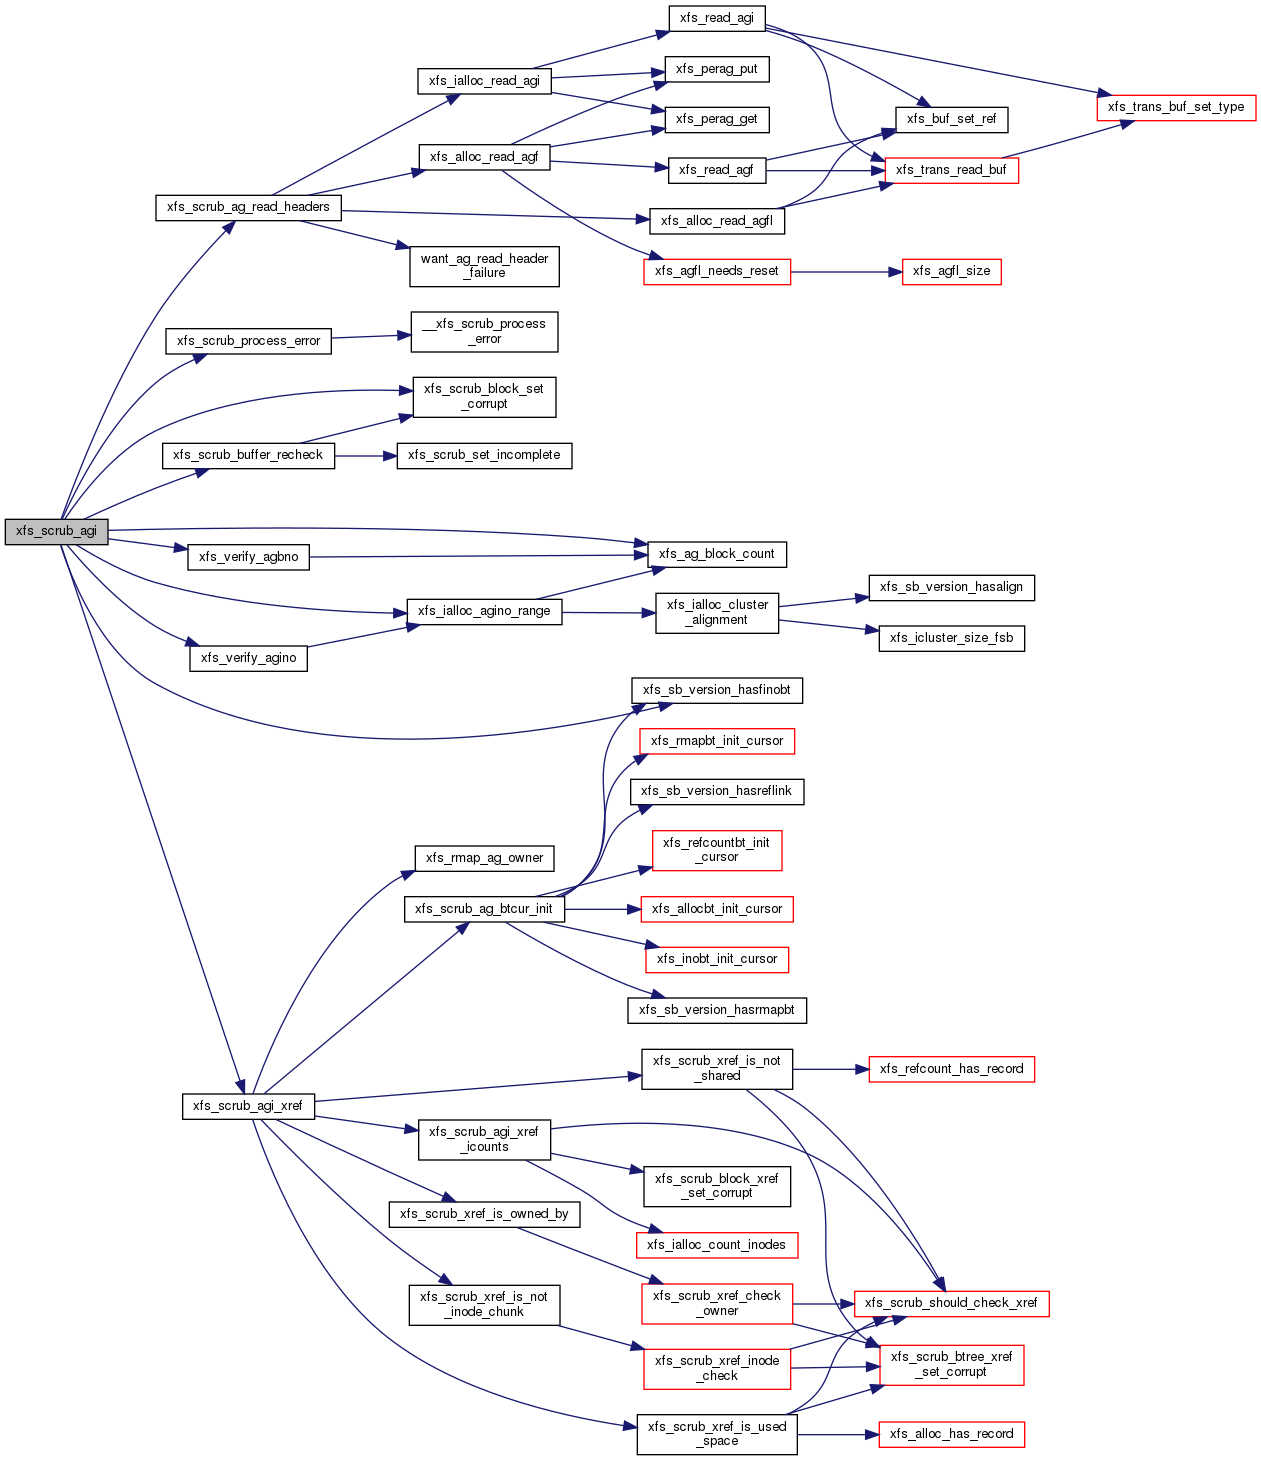 xfs_read_agi
xfs_ialloc_read_agi
xfs_perag_put
xfs_trans_buf_set_type
xfs_perag_get
xfs_buf_set_ref
xfs_alloc_read_agf
xfs_read_agf
xfs_trans_read_buf
xfs_scrub_ag_read_headers
xfs_alloc_read_agfl
want_ag_read_header
_failure
xfs_agfl_needs_reset
xfs_agfl_size
xfs_scrub_process_error
__xfs_scrub_process
_error
xfs_scrub_block_set
_corrupt
xfs_scrub_buffer_recheck
xfs_scrub_set_incomplete
xfs_scrub_agi
xfs_verify_agbno
xfs_ag_block_count
xfs_sb_version_hasalign
xfs_ialloc_agino_range
xfs_ialloc_cluster
_alignment
xfs_icluster_size_fsb
xfs_verify_agino
xfs_sb_version_hasfinobt
xfs_rmapbt_init_cursor
xfs_sb_version_hasreflink
xfs_refcountbt_init
_cursor
xfs_rmap_ag_owner
xfs_scrub_ag_btcur_init
xfs_allocbt_init_cursor
xfs_inobt_init_cursor
xfs_sb_version_hasrmapbt
xfs_scrub_xref_is_not
_shared
xfs_refcount_has_record
xfs_scrub_agi_xref
xfs_scrub_agi_xref
_icounts
xfs_scrub_block_xref
_set_corrupt
xfs_scrub_xref_is_owned_by
xfs_ialloc_count_inodes
xfs_scrub_xref_is_not
_inode_chunk
xfs_scrub_xref_check
_owner
xfs_scrub_should_check_xref
xfs_scrub_xref_inode
_check
xfs_scrub_btree_xref
_set_corrupt
xfs_scrub_xref_is_used
_space
xfs_alloc_has_record